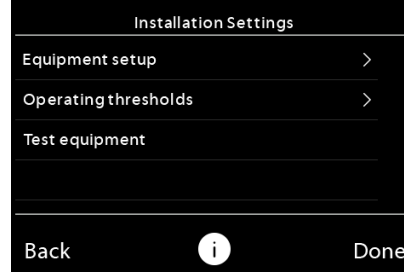 Installation Settings
Equipment setup >
Operating thresholds >
Test equipment
Back i Done